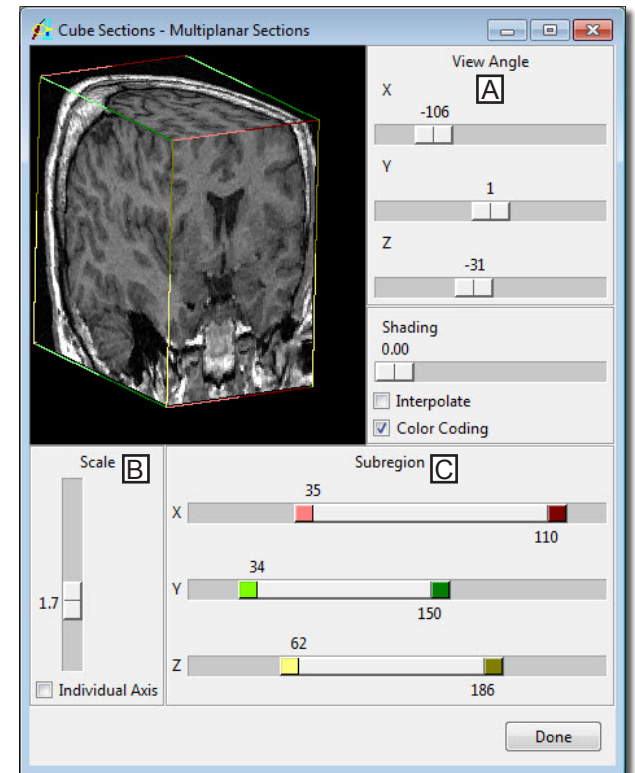 Cube Sections - Multiplanar Sections
View Angle
A
X
-106
Y
1
Z
-31
Shading
0.00
Interpolate
Color Coding
Scale B
1.7
Individual Axis
Subregion C
35
X
110
34
Y
150
62
Z
186
Done